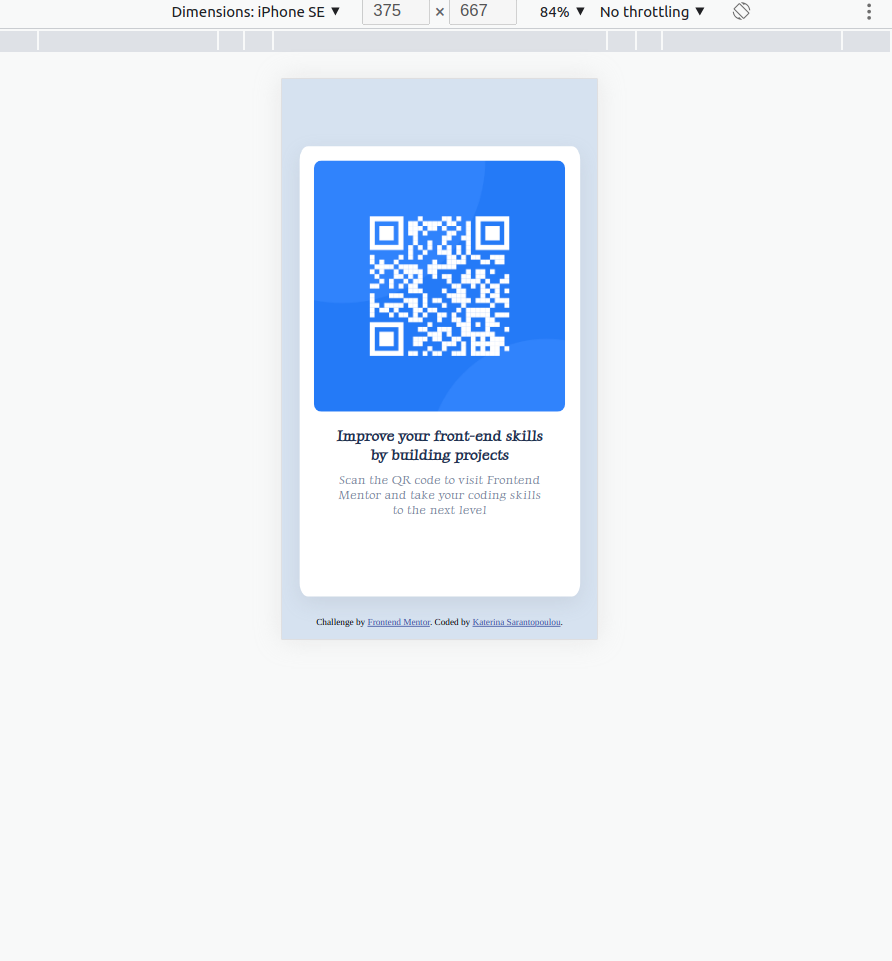 Dimensions: iPhone SE ▼ 375 × 667 84% ▼ No throttling ▼
Improve your front-end skills
by building projects
Scan the QR code to visit Frontend
Mentor and take your coding skills
to the next level
Challenge by Frontend Mentor. Coded by Katerina Sarantopoulou.